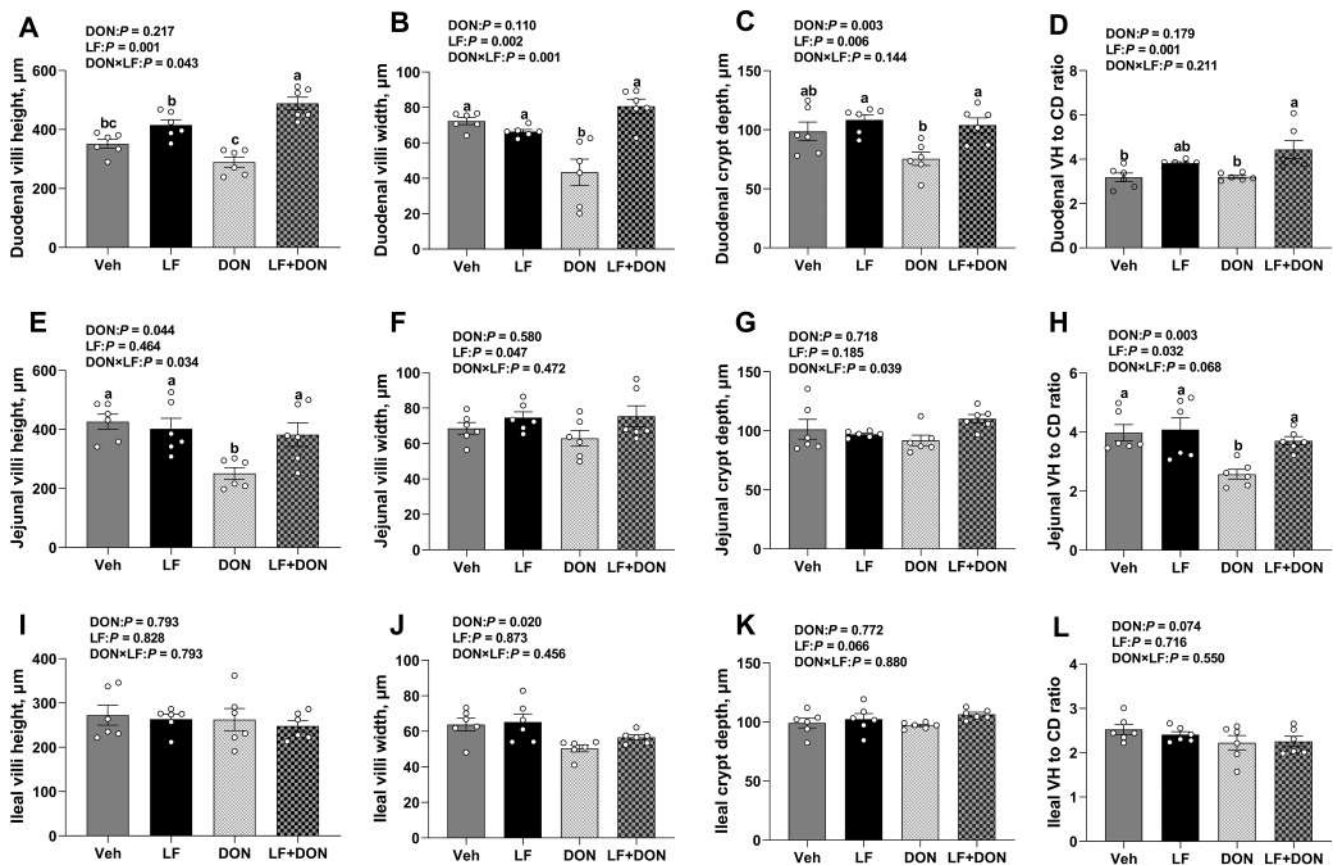 A
DON:P = 0.217
LF:P = 0.001
DON×LF:P = 0.043
Duodenal villi height, µm
600
400
200
0
bc
b
c
a
Veh LF DON LF+DON
B
DON:P = 0.110
LF:P = 0.002
DON×LF:P = 0.001
Duodenal villi width, µm
100
80
60
40
20
0
a
a
b
a
Veh LF DON LF+DON
C
DON:P = 0.003
LF:P = 0.006
DON×LF:P = 0.144
Duodenal crypt depth, µm
150
100
50
0
ab
a
b
a
Veh LF DON LF+DON
D
DON:P = 0.179
LF:P = 0.001
DON×LF:P = 0.211
Duodenal VH to CD ratio
8
6
4
2
0
b
ab
b
a
Veh LF DON LF+DON
E
DON:P = 0.044
LF:P = 0.464
DON×LF:P = 0.034
Jejunal villi height, µm
600
400
200
0
a
a
b
a
Veh LF DON LF+DON
F
DON:P = 0.580
LF:P = 0.047
DON×LF:P = 0.472
Jejunal villi width, µm
100
80
60
40
20
0
Veh LF DON LF+DON
G
DON:P = 0.718
LF:P = 0.185
DON×LF:P = 0.039
Jejunal crypt depth, µm
150
100
50
0
Veh LF DON LF+DON
H
DON:P = 0.003
LF:P = 0.032
DON×LF:P = 0.068
Jejunal VH to CD ratio
6
4
2
0
a
a
b
a
Veh LF DON LF+DON
I
DON:P = 0.793
LF:P = 0.828
DON×LF:P = 0.793
Ileal villi height, µm
400
300
200
100
0
Veh LF DON LF+DON
J
DON:P = 0.020
LF:P = 0.873
DON×LF:P = 0.456
Ileal villi width, µm
100
80
60
40
20
0
Veh LF DON LF+DON
K
DON:P = 0.772
LF:P = 0.066
DON×LF:P = 0.880
Ileal crypt depth, µm
150
100
50
0
Veh LF DON LF+DON
L
DON:P = 0.074
LF:P = 0.716
DON×LF:P = 0.550
Ileal VH to CD ratio
4
3
2
1
0
Veh LF DON LF+DON